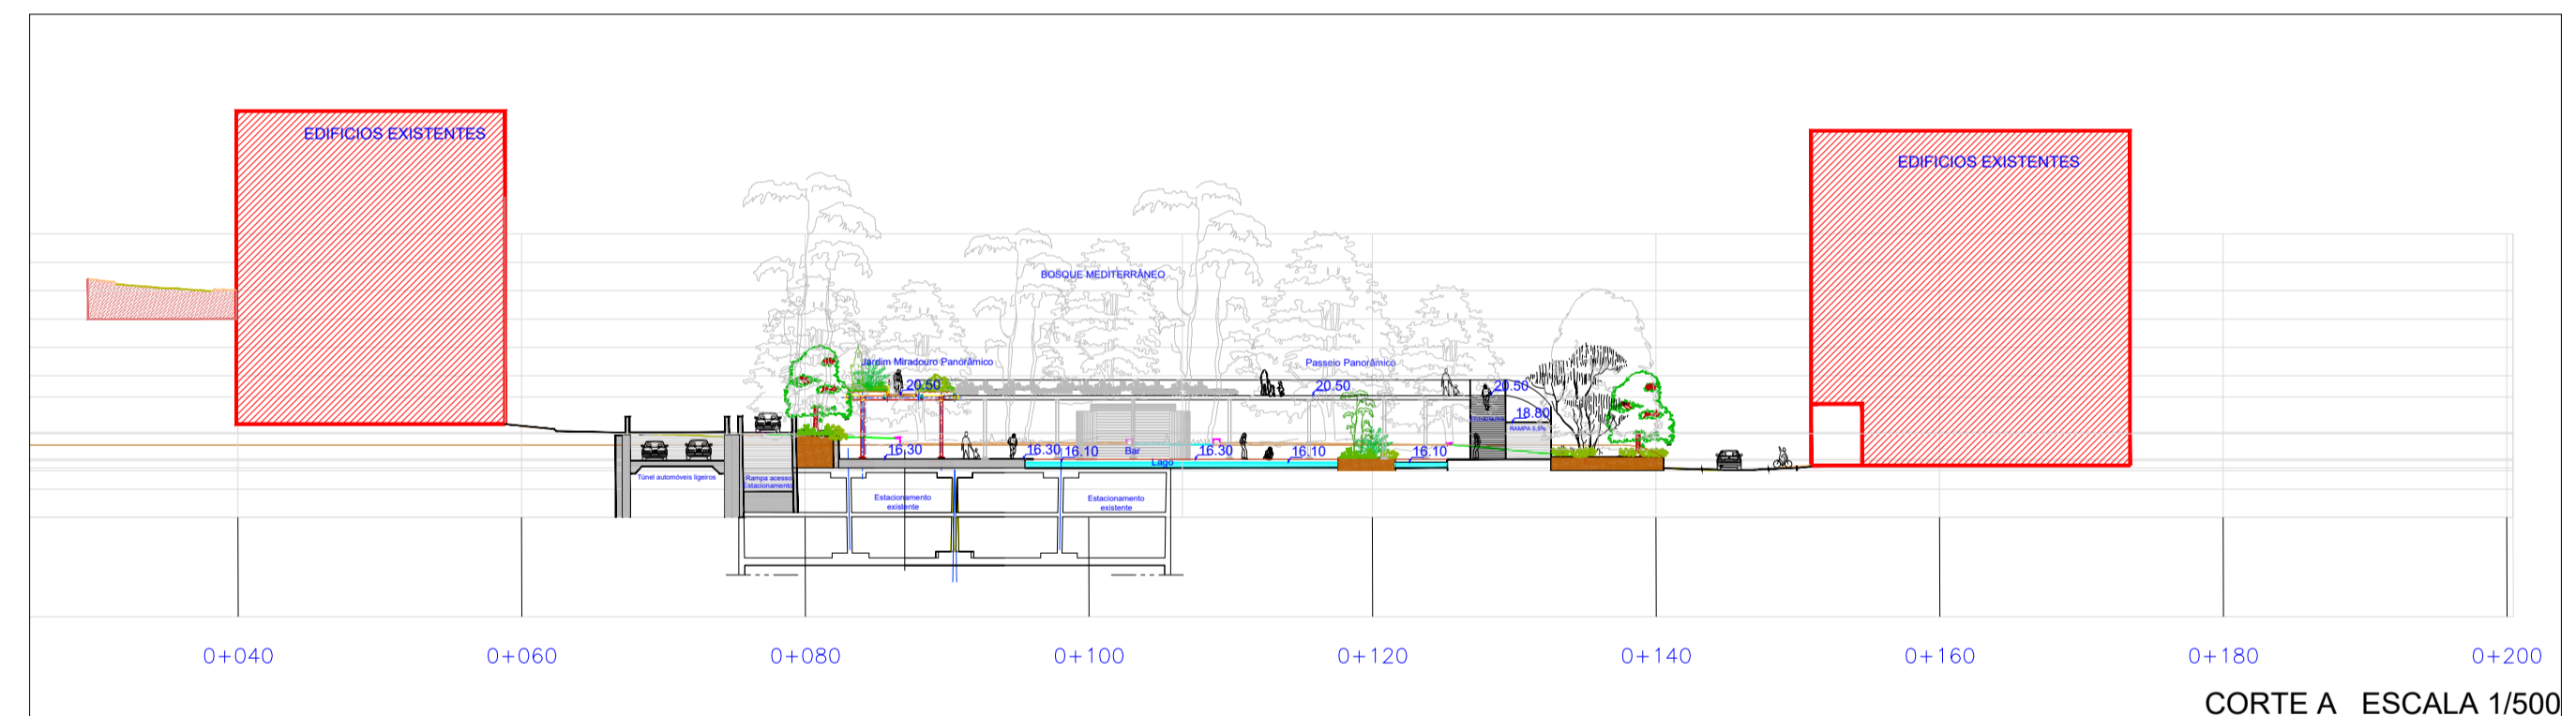 EDIFICIOS EXISTENTES
EDIFICIOS EXISTENTES
BOSQUE MEDITERRÂNEO
Jardim Miradouro Panorâmico
Passeio Panorâmico
20.50
20.50
20.50
18.80
RAMPA 5,5%
16.30
16.30
16.10
Bar
16.30
16.10
16.10
Lago
Túnel automóveis ligeiros
Rampa acesso
Estacionamento
Estacionamento
existente
Estacionamento
existente
0+040
0+060
0+080
0+100
0+120
0+140
0+160
0+180
0+200
CORTE A ESCALA 1/500